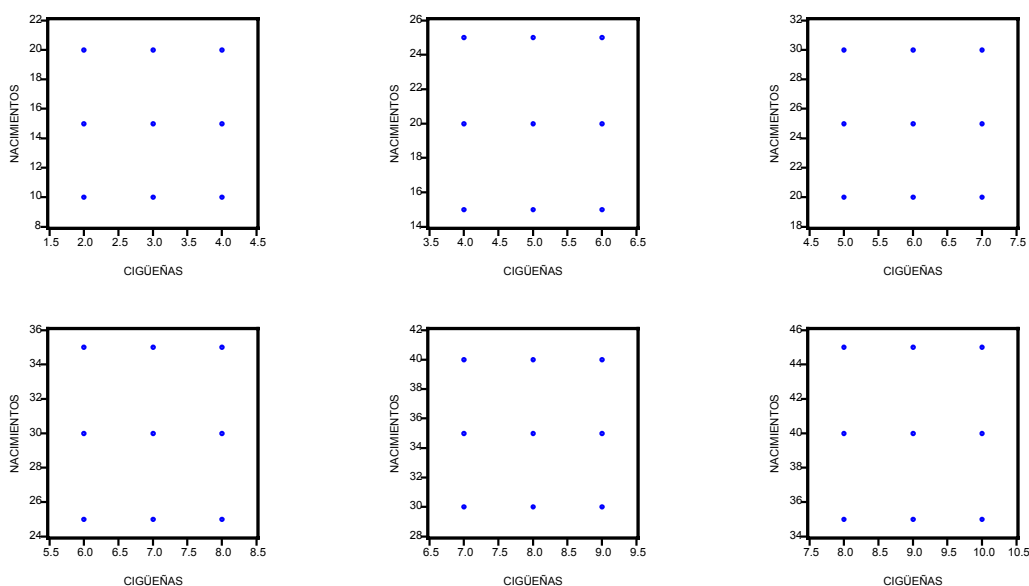 22
20
18
16
14
12
10
8
NACIMIENTOS
1.5 2.0 2.5 3.0 3.5 4.0 4.5
CIGÜEÑAS
26
24
22
20
18
16
14
NACIMIENTOS
3.5 4.0 4.5 5.0 5.5 6.0 6.5
CIGÜEÑAS
32
30
28
26
24
22
20
18
NACIMIENTOS
4.5 5.0 5.5 6.0 6.5 7.0 7.5
CIGÜEÑAS
36
34
32
30
28
26
24
NACIMIENTOS
5.5 6.0 6.5 7.0 7.5 8.0 8.5
CIGÜEÑAS
42
40
38
36
34
32
30
28
NACIMIENTOS
6.5 7.0 7.5 8.0 8.5 9.0 9.5
CIGÜEÑAS
46
44
42
40
38
36
34
NACIMIENTOS
7.5 8.0 8.5 9.0 9.5 10.0 10.5
CIGÜEÑAS